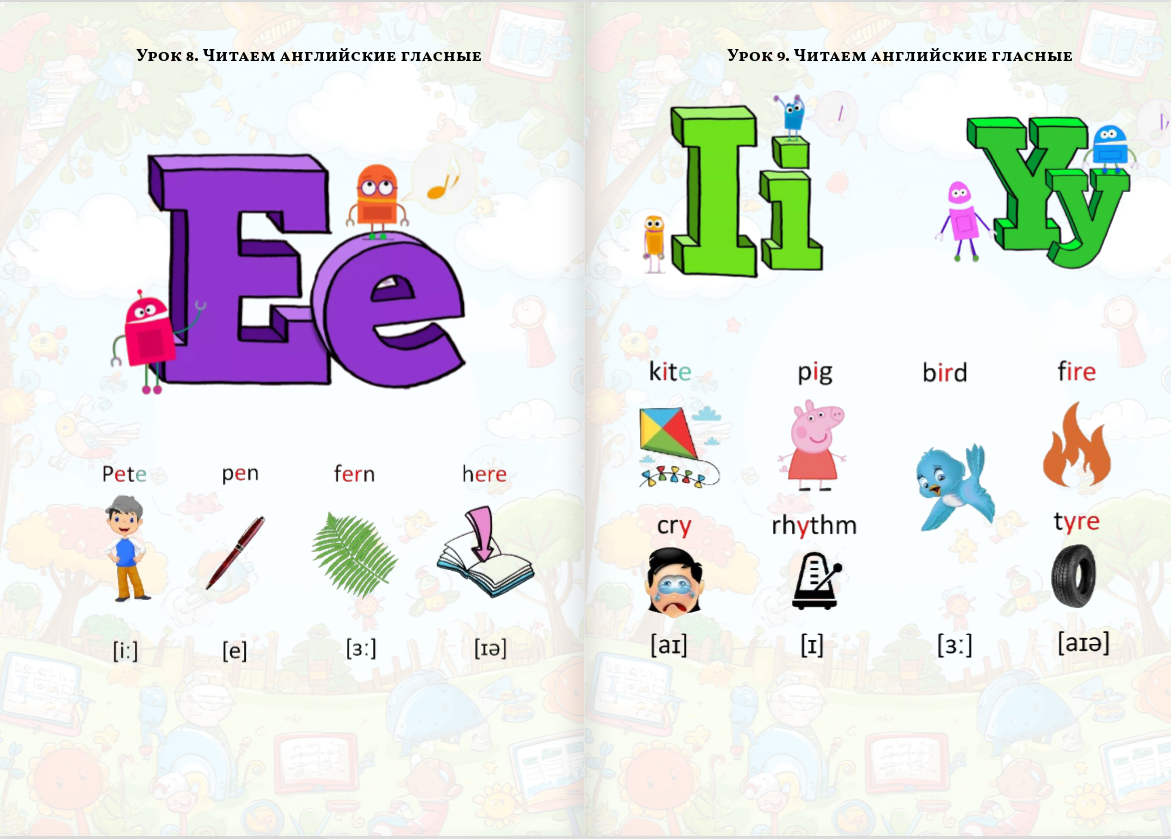 Урок 8. Читаем английские гласные
Ee
Pete pen fern here
[iː] [e] [ɜː] [ɪə]
Урок 9. Читаем английские гласные
Ii Yy
kite pig bird fire
cry rhythm tyre
[aɪ] [ɪ] [ɜː] [aɪə]